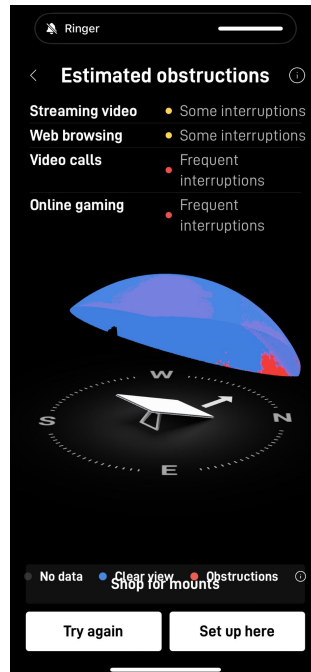 Ringer
Estimated obstructions
Streaming video Some interruptions
Web browsing Some interruptions
Video calls Frequent
interruptions
Online gaming Frequent
interruptions
W
S N
E
No data Clear view Obstructions
Shop for mounts
Try again Set up here